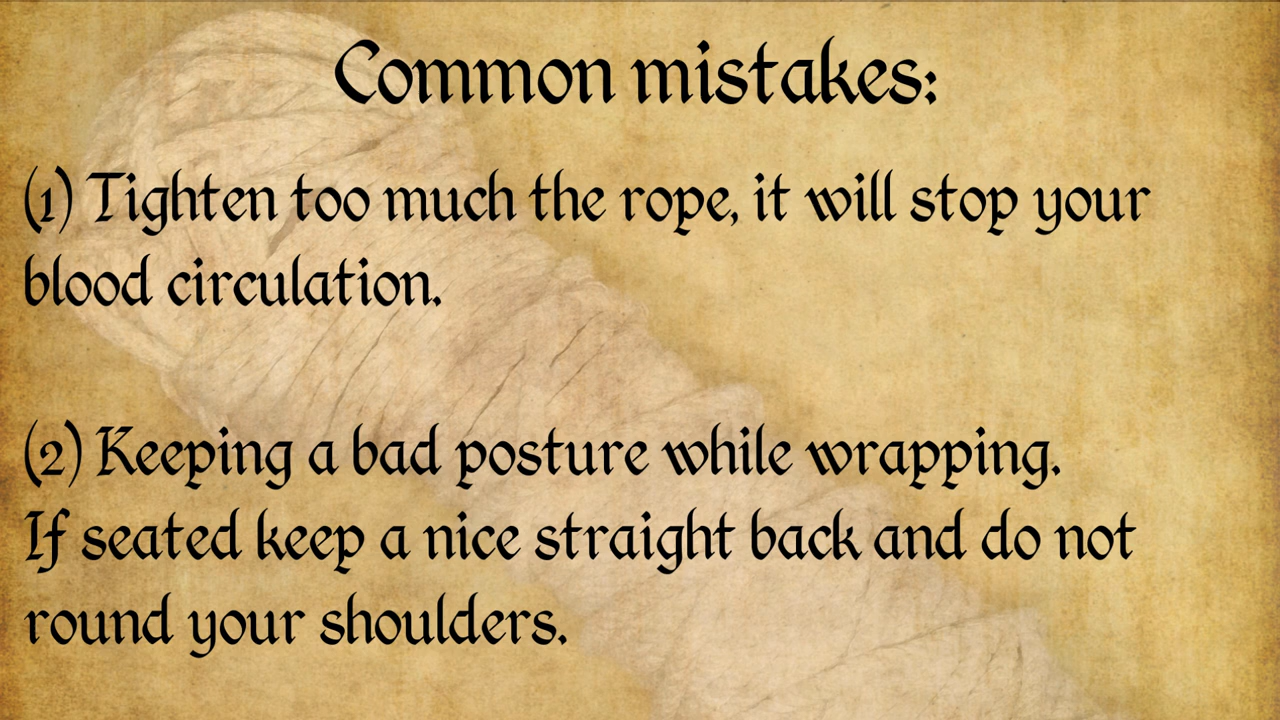 Common mistakes:
(1) Tighten too much the rope, it will stop your
blood circulation.
(2) Keeping a bad posture while wrapping.
If seated keep a nice straight back and do not
round your shoulders.